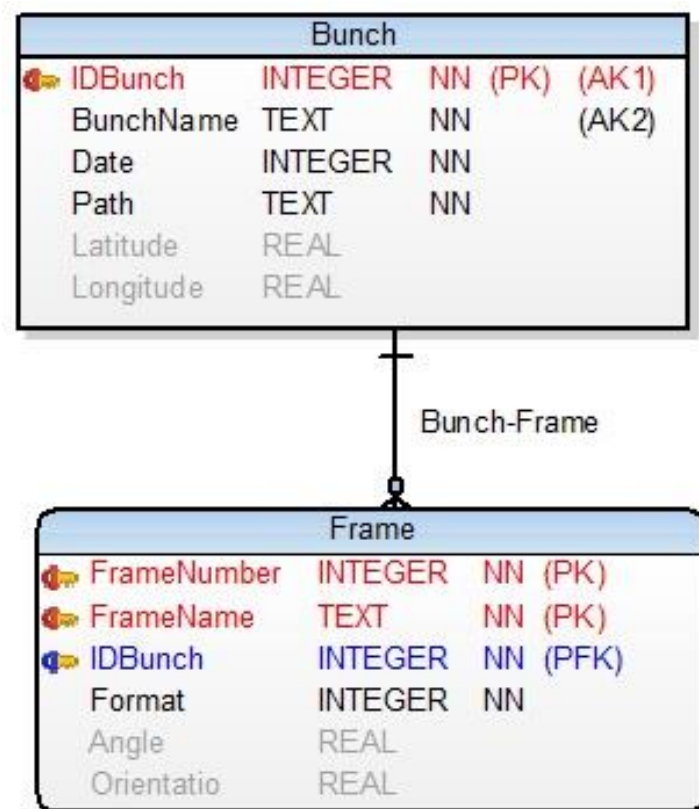 Bunch
IDBunch INTEGER NN (PK) (AK1)
BunchName TEXT NN (AK2)
Date INTEGER NN
Path TEXT NN
Latitude REAL
Longitude REAL
Bunch-Frame
Frame
FrameNumber INTEGER NN (PK)
FrameName TEXT NN (PK)
IDBunch INTEGER NN (PFK)
Format INTEGER NN
Angle REAL
Orientatio REAL